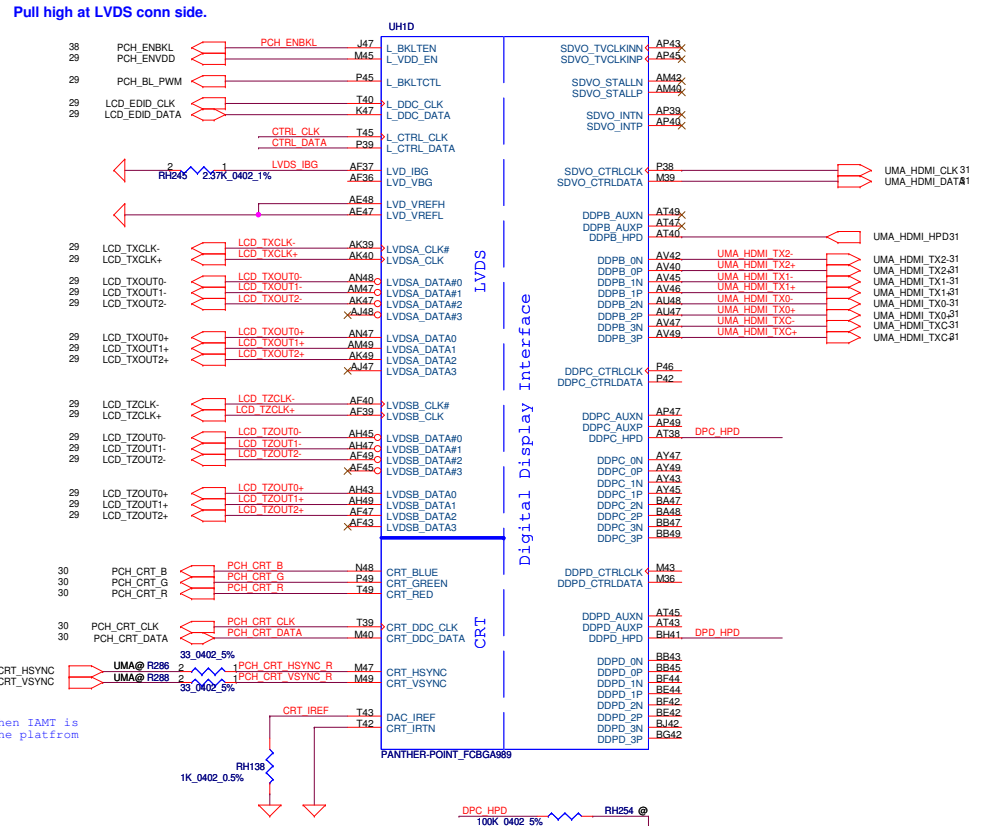 Pull high at LVDS conn side.
UH1D
38 PCH_ENBKL PCH_ENBKL J47 L_BKLTEN SDVO_TVCLKINN AP43
29 PCH_ENVDD M45 L_VDD_EN SDVO_TVCLKINP AP45
29 PCH_BL_PWM P45 L_BKLTCTL SDVO_STALLN AM42
SDVO_STALLP AM40
29 LCD_EDID_CLK T40 L_DDC_CLK
29 LCD_EDID_DATA K47 L_DDC_DATA SDVO_INTN AP39
SDVO_INTP AP40
CTRL_CLK T45 L_CTRL_CLK
CTRL_DATA P39 L_CTRL_DATA
2 1 LVDS_IBG AF37 LVD_IBG SDVO_CTRLCLK P38 UMA_HDMI_CLK 31
RH245 2.37K_0402_1% AF36 LVD_VBG SDVO_CTRLDATA M39 UMA_HDMI_DATA 31
AE48 LVD_VREFH
AE47 LVD_VREFL DDPB_AUXN AT49
DDPB_AUXP AT47
DDPB_HPD AT40 UMA_HDMI_HPD 31
29 LCD_TXCLK- LCD_TXCLK- AK39 LVDSA_CLK#
29 LCD_TXCLK+ LCD_TXCLK+ AK40 LVDSA_CLK DDPB_0N AV42 UMA_HDMI_TX2- UMA_HDMI_TX2- 31
DDPB_0P AV40 UMA_HDMI_TX2+ UMA_HDMI_TX2+ 31
29 LCD_TXOUT0- LCD_TXOUT0- AN48 LVDSA_DATA#0 DDPB_1N AV45 UMA_HDMI_TX1- UMA_HDMI_TX1- 31
29 LCD_TXOUT1- LCD_TXOUT1- AM47 LVDSA_DATA#1 DDPB_1P AV46 UMA_HDMI_TX1+ UMA_HDMI_TX1+ 31
29 LCD_TXOUT2- LCD_TXOUT2- AK47 LVDSA_DATA#2 DDPB_2N AU48 UMA_HDMI_TX0- UMA_HDMI_TX0- 31
AJ48 LVDSA_DATA#3 DDPB_2P AU47 UMA_HDMI_TX0+ UMA_HDMI_TX0+ 31
DDPB_3N AV47 UMA_HDMI_TXC- UMA_HDMI_TXC- 31
29 LCD_TXOUT0+ LCD_TXOUT0+ AN47 LVDSA_DATA0 DDPB_3P AV49 UMA_HDMI_TXC+ UMA_HDMI_TXC+ 31
29 LCD_TXOUT1+ LCD_TXOUT1+ AM49 LVDSA_DATA1
29 LCD_TXOUT2+ LCD_TXOUT2+ AK49 LVDSA_DATA2
AJ47 LVDSA_DATA3 DDPC_CTRLCLK P46
DDPC_CTRLDATA P42
LVDS
Digital Display Interface
29 LCD_TZCLK- LCD_TZCLK- AF40 LVDSB_CLK#
29 LCD_TZCLK+ LCD_TZCLK+ AF39 LVDSB_CLK DDPC_AUXN AP47
DDPC_AUXP AP49
29 LCD_TZOUT0- LCD_TZOUT0- AH45 LVDSB_DATA#0 DDPC_HPD AT38 DPC_HPD
29 LCD_TZOUT1- LCD_TZOUT1- AH47 LVDSB_DATA#1
29 LCD_TZOUT2- LCD_TZOUT2- AF49 LVDSB_DATA#2 DDPC_0N AY47
AF45 LVDSB_DATA#3 DDPC_0P AY49
DDPC_1N AY43
29 LCD_TZOUT0+ LCD_TZOUT0+ AH43 LVDSB_DATA0 DDPC_1P AY45
29 LCD_TZOUT1+ LCD_TZOUT1+ AH49 LVDSB_DATA1 DDPC_2N BA47
29 LCD_TZOUT2+ LCD_TZOUT2+ AF47 LVDSB_DATA2 DDPC_2P BA48
AF43 LVDSB_DATA3 DDPC_3N BB47
DDPC_3P BB49
30 PCH_CRT_B PCH_CRT_B N48 CRT_BLUE DDPD_CTRLCLK M43
30 PCH_CRT_G PCH_CRT_G P49 CRT_GREEN DDPD_CTRLDATA M36
30 PCH_CRT_R PCH_CRT_R T49 CRT_RED
CRT
DDPD_AUXN AT45
30 PCH_CRT_CLK PCH_CRT_CLK T39 CRT_DDC_CLK DDPD_AUXP AT43
30 PCH_CRT_DATA PCH_CRT_DATA M40 CRT_DDC_DATA DDPD_HPD BH41 DPD_HPD
33_0402_5%
CRT_HSYNC UMA@ R286 2 1 PCH_CRT_HSYNC_R M47 CRT_HSYNC DDPD_0N BB43
CRT_VSYNC UMA@ R288 2 1 PCH_CRT_VSYNC_R M49 CRT_VSYNC DDPD_0P BB45
33_0402_5%
DDPD_1N BF44
DDPD_1P BE44
DDPD_2N BF42
CRT_IREF T43 DAC_IREF DDPD_2P BE42
T42 CRT_IRTN DDPD_3N BJ42
DDPD_3P BG42
hen IAMT is
ne platfrom
PANTHER-POINT_FCBGA989
RH138
1K_0402_0.5%
DPC_HPD RH254 @
100K_0402_5%